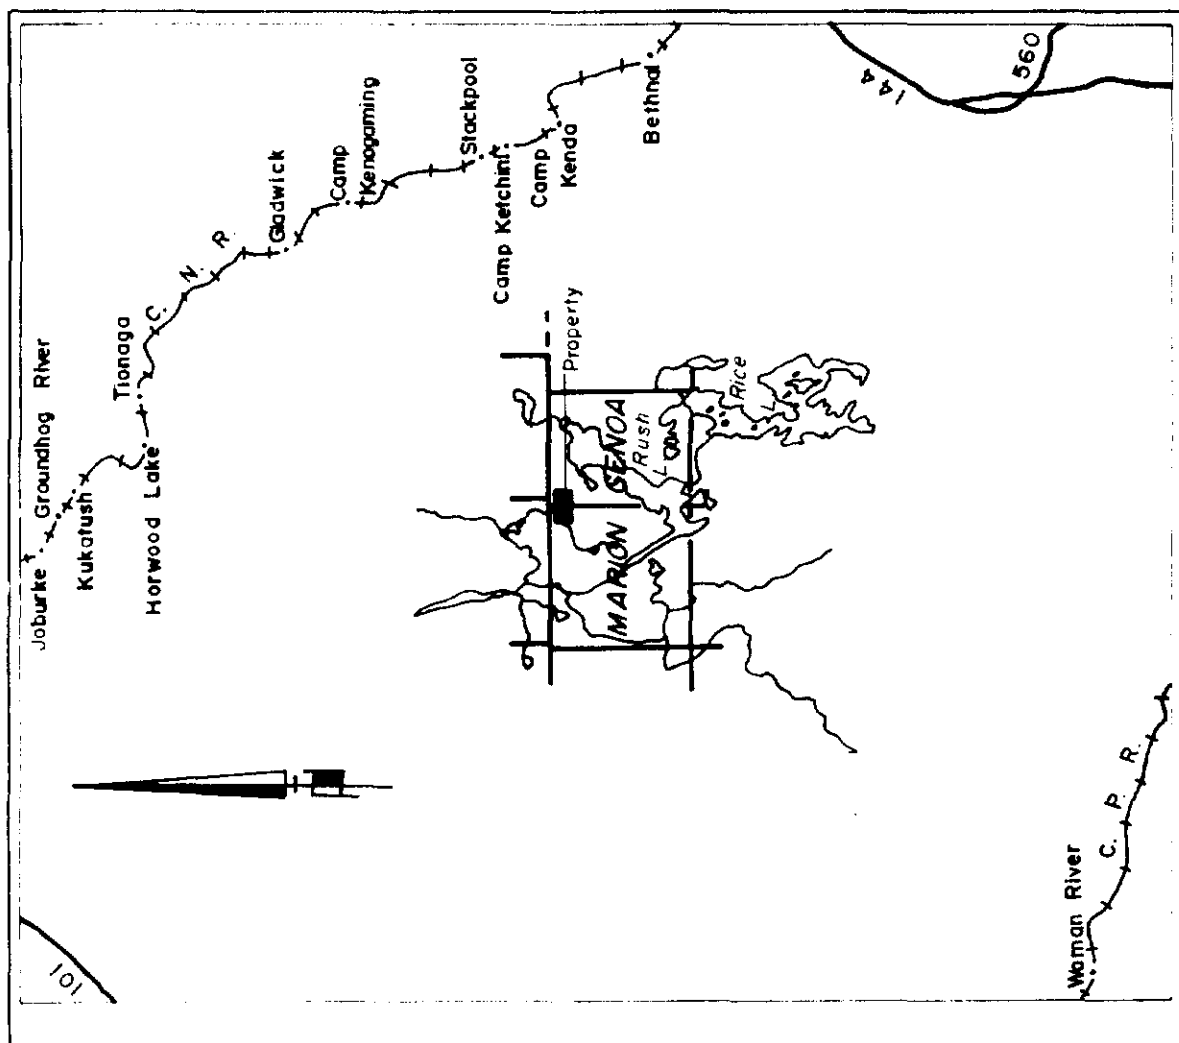 Joburke
Groundhog River
Kukatush
Horwood Lake
Tionaga
C. N. R.
Gladwick
Camp
Kenogaming
Stackpool
Camp Ketchini
Camp
Kenda
Bethnal
144
560
Property
MARION
GENOA
Rush
L
Rice
L
101
Woman River
C. P. R.